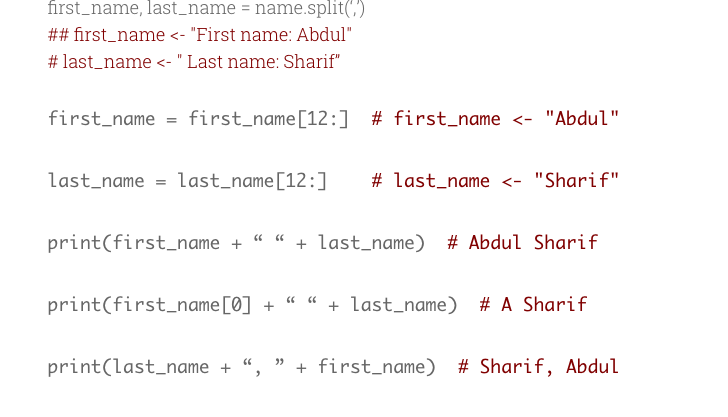 first_name, last_name = name.split(‘,’)
## first_name <- "First name: Abdul"
# last_name <- " Last name: Sharif”
first_name = first_name[12:]  # first_name <- "Abdul"
last_name = last_name[12:]    # last_name <- "Sharif"
print(first_name + “ “ + last_name)  # Abdul Sharif
print(first_name[0] + “ “ + last_name)  # A Sharif
print(last_name + “, ” + first_name)  # Sharif, Abdul